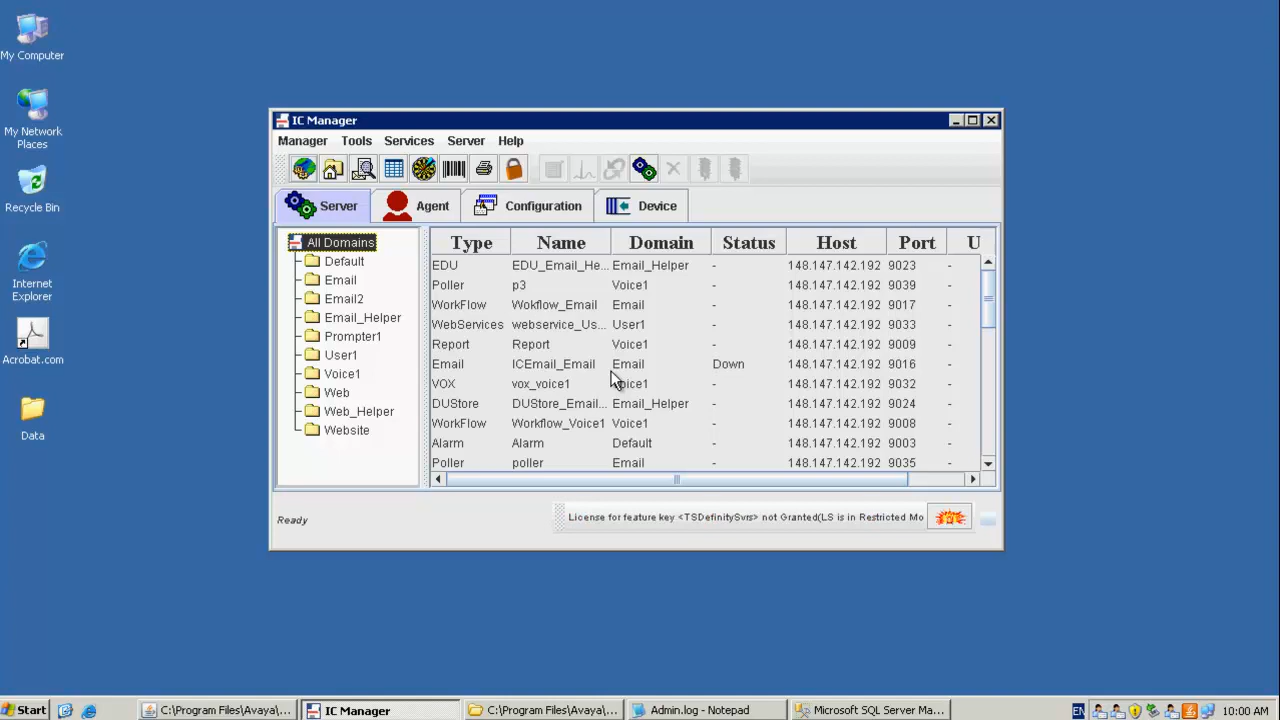 My Computer
My Network Places
Recycle Bin
Internet Explorer
Acrobat.com
Data
IC Manager
Manager Tools Services Server Help
Server Agent Configuration Device
All Domains
Default
Email
Email2
Email_Helper
Prompter1
User1
Voice1
Web
Web_Helper
Website
Type Name Domain Status Host Port U
EDU EDU_Email_He... Email_Helper - 148.147.142.192 9023 -
Poller p3 Voice1 - 148.147.142.192 9039 -
WorkFlow Wokflow_Email Email - 148.147.142.192 9017 -
WebServices webservice_Us... User1 - 148.147.142.192 9033 -
Report Report Voice1 - 148.147.142.192 9009 -
Email ICEmail_Email Email Down 148.147.142.192 9016 -
VOX vox_voice1 oice1 - 148.147.142.192 9032 -
DUStore DUStore_Email... Email_Helper - 148.147.142.192 9024 -
WorkFlow Workflow_Voice1 Voice1 - 148.147.142.192 9008 -
Alarm Alarm Default - 148.147.142.192 9003 -
Poller poller Email - 148.147.142.192 9035 -
Ready
License for feature key <TSDefinitySvrs> not Granted(LS is in Restricted Mo
Start C:\Program Files\Avaya\... IC Manager C:\Program Files\Avaya\... Admin.log - Notepad Microsoft SQL Server Ma... EN 10:00 AM